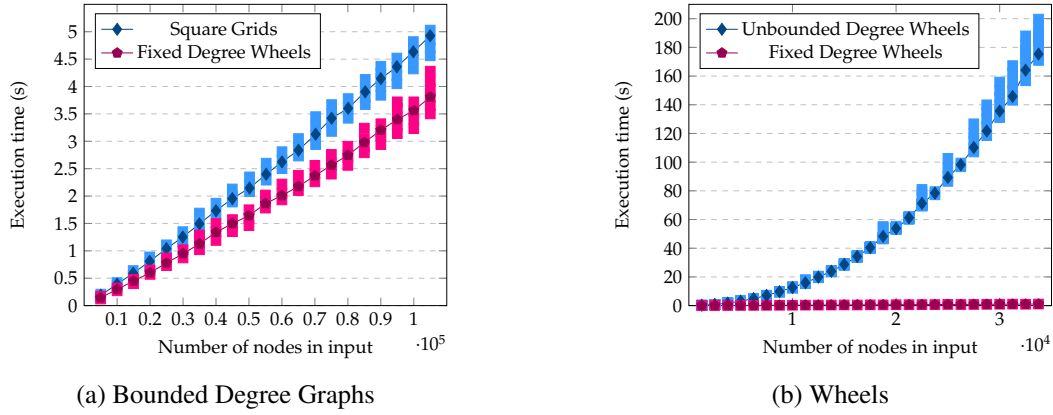 Square Grids
Fixed Degree Wheels
5
4.5
4
3.5
3
2.5
2
1.5
1
0.5
0
Execution time (s)
0.1 0.2 0.3 0.4 0.5 0.6 0.7 0.8 0.9 1
Number of nodes in input
·10⁵
(a) Bounded Degree Graphs
Unbounded Degree Wheels
Fixed Degree Wheels
200
180
160
140
120
100
80
60
40
20
0
Execution time (s)
1 2 3
Number of nodes in input
·10⁴
(b) Wheels